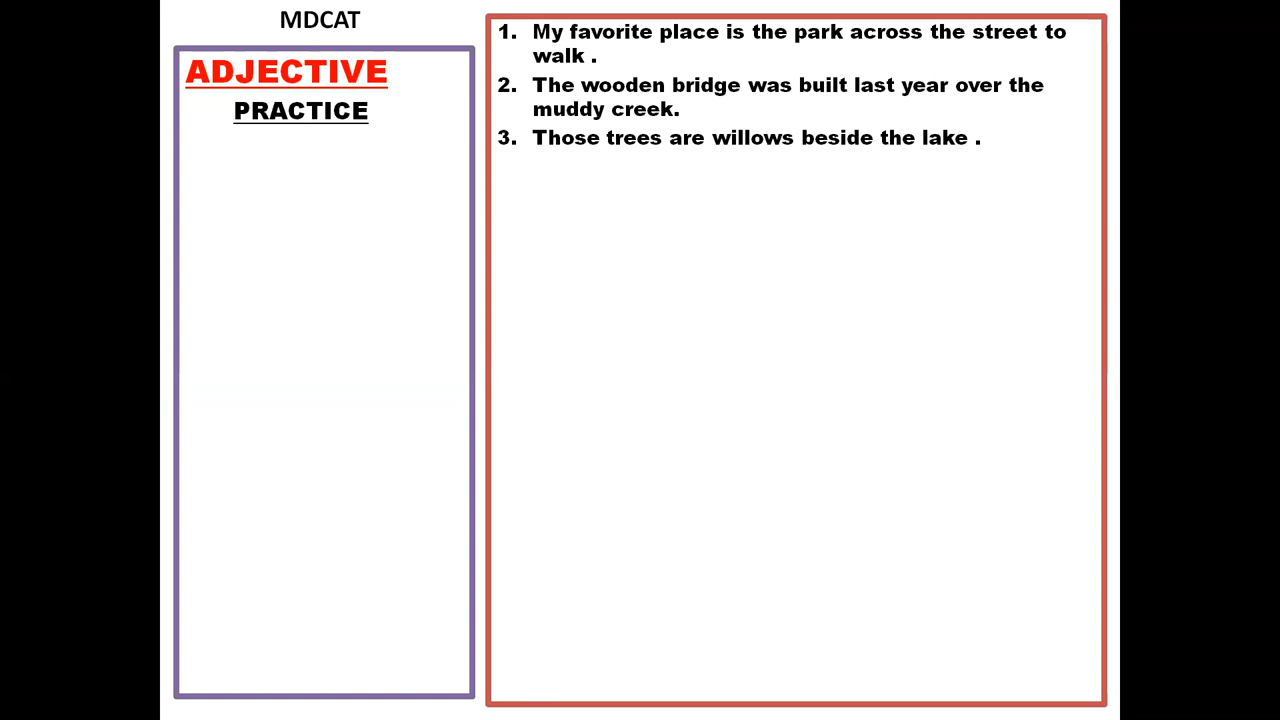 MDCAT
ADJECTIVE
PRACTICE
1. My favorite place is the park across the street to
walk .
2. The wooden bridge was built last year over the
muddy creek.
3. Those trees are willows beside the lake .